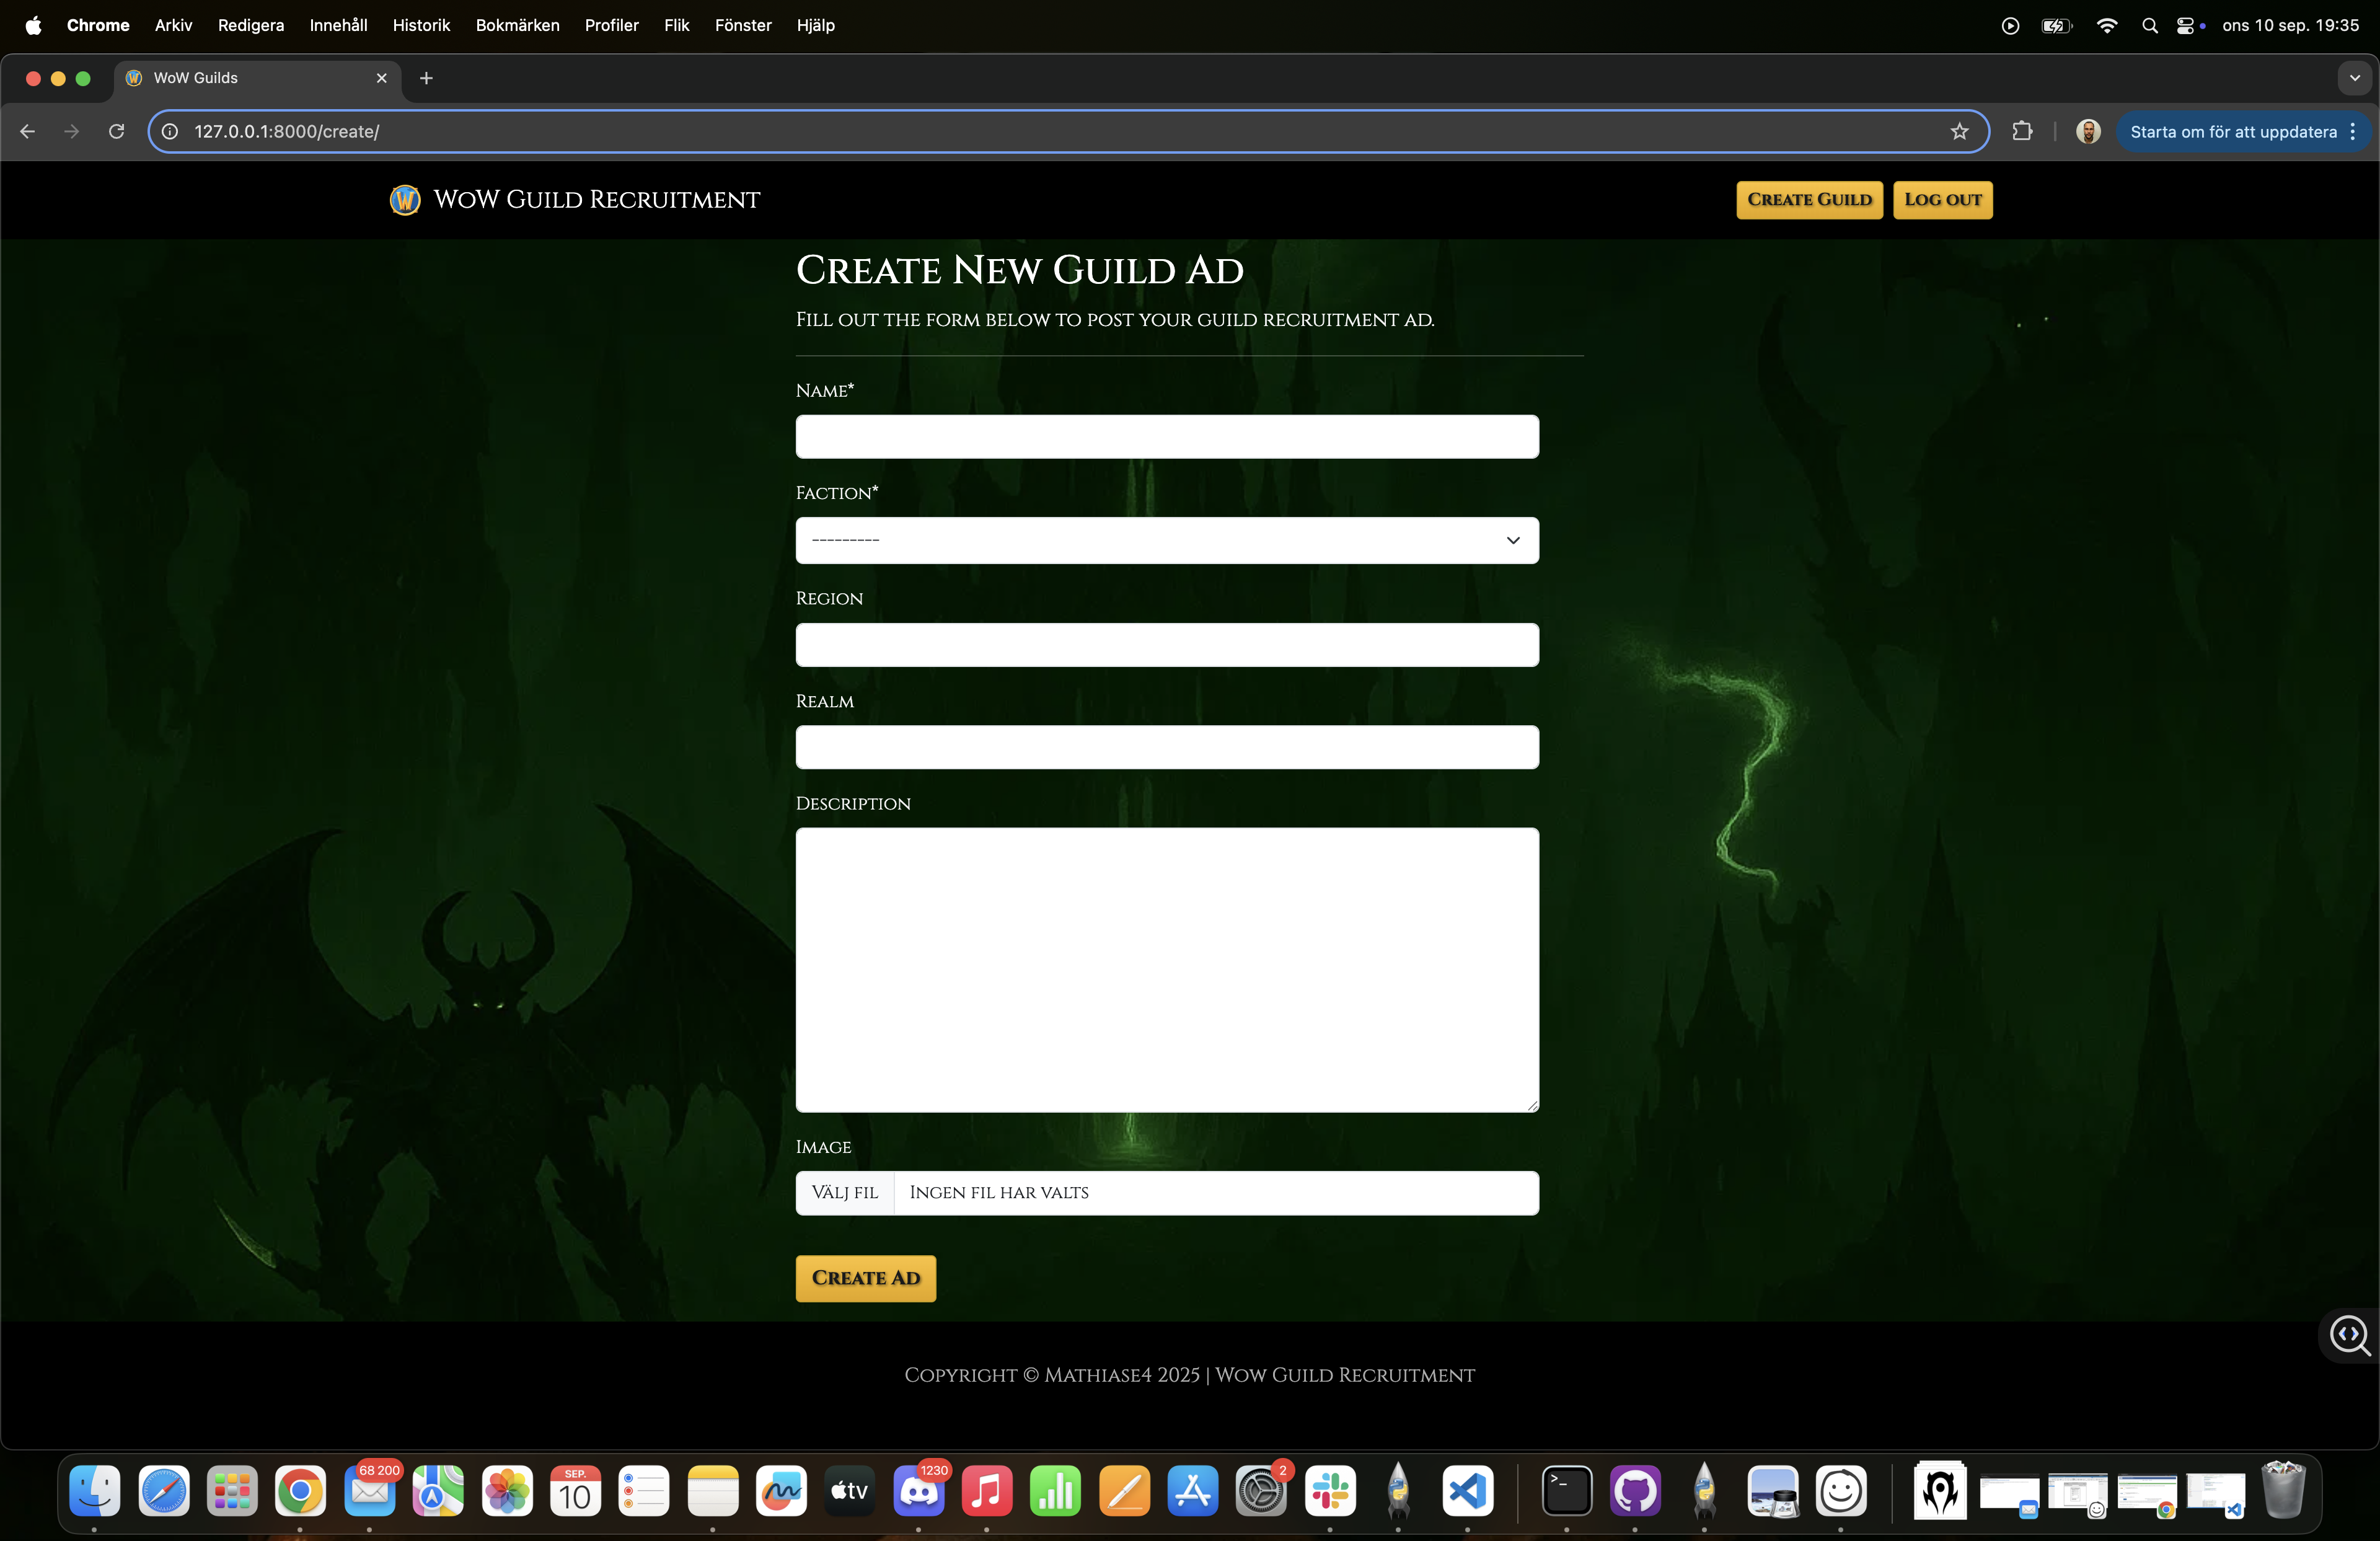 Chrome Arkiv Redigera Innehåll Historik Bokmärken Profiler Flik Fönster Hjälp ons 10 sep. 19:35
WoW Guilds
127.0.0.1:8000/create/ Starta om för att uppdatera
WoW Guild Recruitment Create Guild Log out
Create New Guild Ad
Fill out the form below to post your guild recruitment ad.
Name*
Faction*
---------
Region
Realm
Description
Image
Välj fil Ingen fil har valts
Create Ad
Copyright © Mathiase4 2025 | Wow Guild Recruitment
68 200 SEP. 10 tv 1230 2